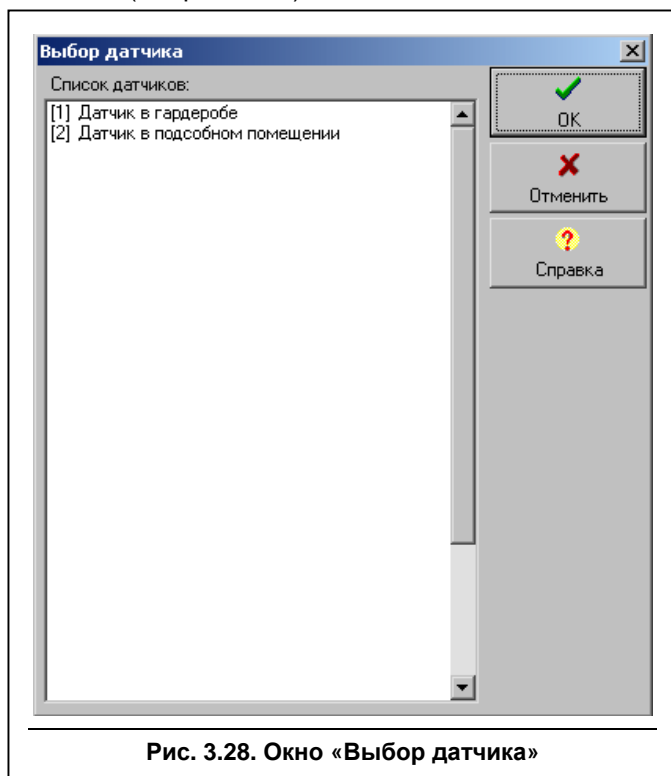 Выбор датчика
Список датчиков:
[1] Датчик в гардеробе
[2] Датчик в подсобном помещении
OK
Отменить
Справка
Рис. 3.28. Окно «Выбор датчика»